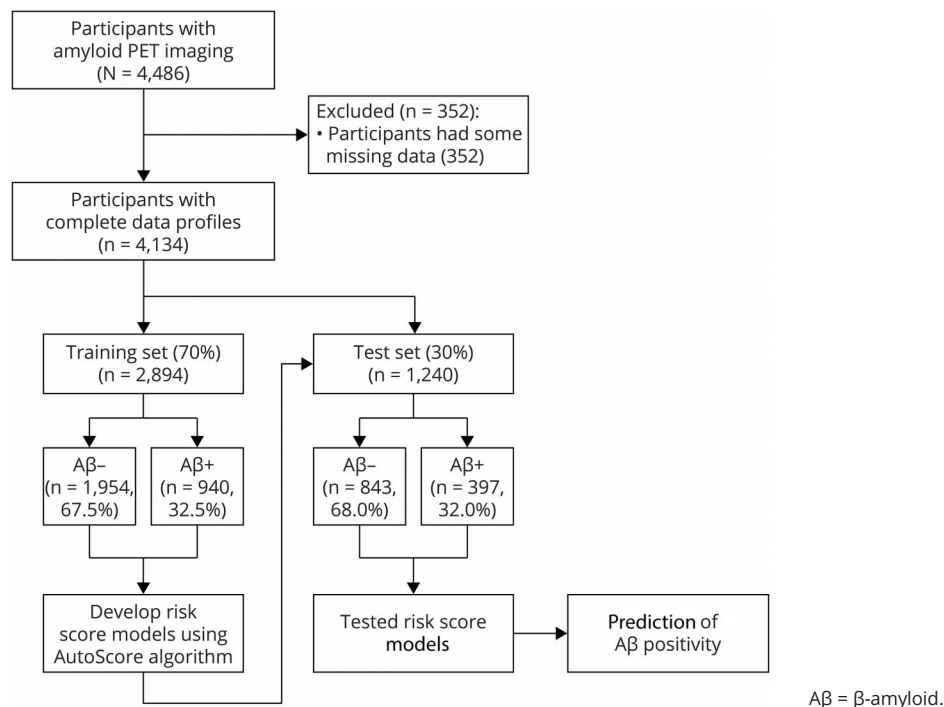 Participants with
amyloid PET imaging
(N = 4,486)
Excluded (n = 352):
• Participants had some
missing data (352)
Participants with
complete data profiles
(n = 4,134)
Training set (70%)
(n = 2,894)
Test set (30%)
(n = 1,240)
Aβ−
(n = 1,954,
67.5%)
Aβ+
(n = 940,
32.5%)
Aβ−
(n = 843,
68.0%)
Aβ+
(n = 397,
32.0%)
Develop risk
score models using
AutoScore algorithm
Tested risk score
models
Prediction of
Aβ positivity
Aβ = β-amyloid.